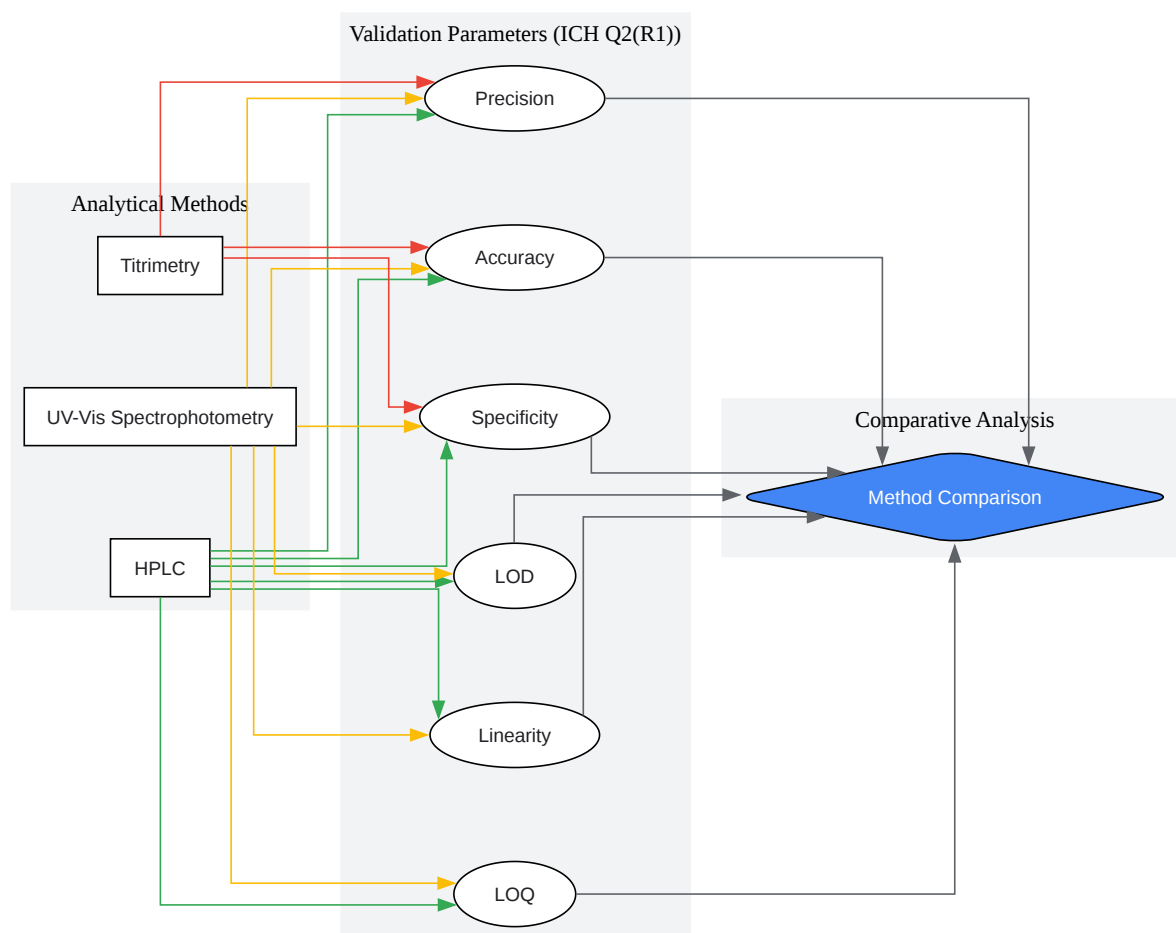 Validation Parameters (ICH Q2(R1))
Precision
Analytical Methods
Titrimetry
Accuracy
UV-Vis Spectrophotometry
Specificity
Comparative Analysis
Method Comparison
HPLC
LOD
Linearity
LOQ